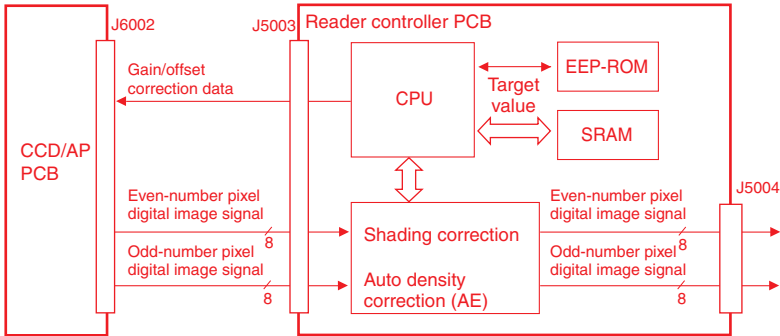 J6002
J5003
Reader controller PCB
Gain/offset
correction data
CPU
EEP-ROM
Target
value
SRAM
CCD/AP
PCB
J5004
Even-number pixel
digital image signal
8
Odd-number pixel
digital image signal
8
Shading correction
Auto density
correction (AE)
Even-number pixel
digital image signal
8
Odd-number pixel
digital image signal
8